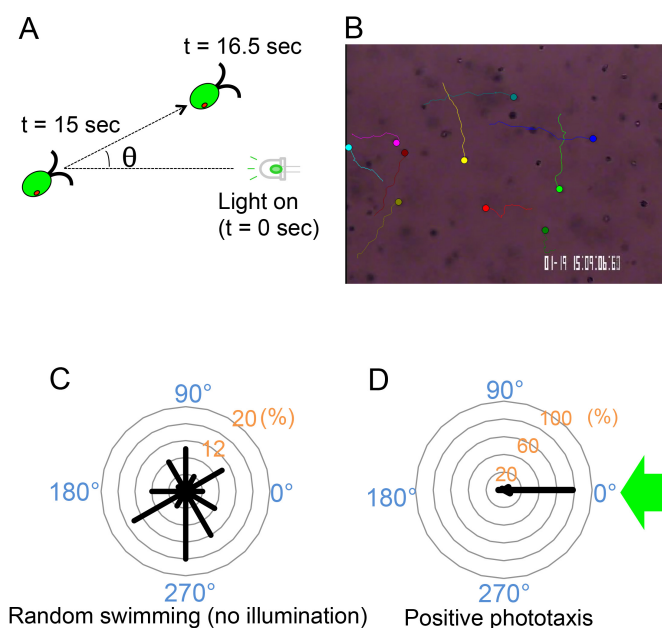 A
t = 16.5 sec
t = 15 sec
θ
Light on
(t = 0 sec)
B
01-19 15:09:06:60
C
90°
20 (%)
12
180°
0°
270°
Random swimming (no illumination)
D
90°
100 (%)
60
20
180°
0°
270°
Positive phototaxis